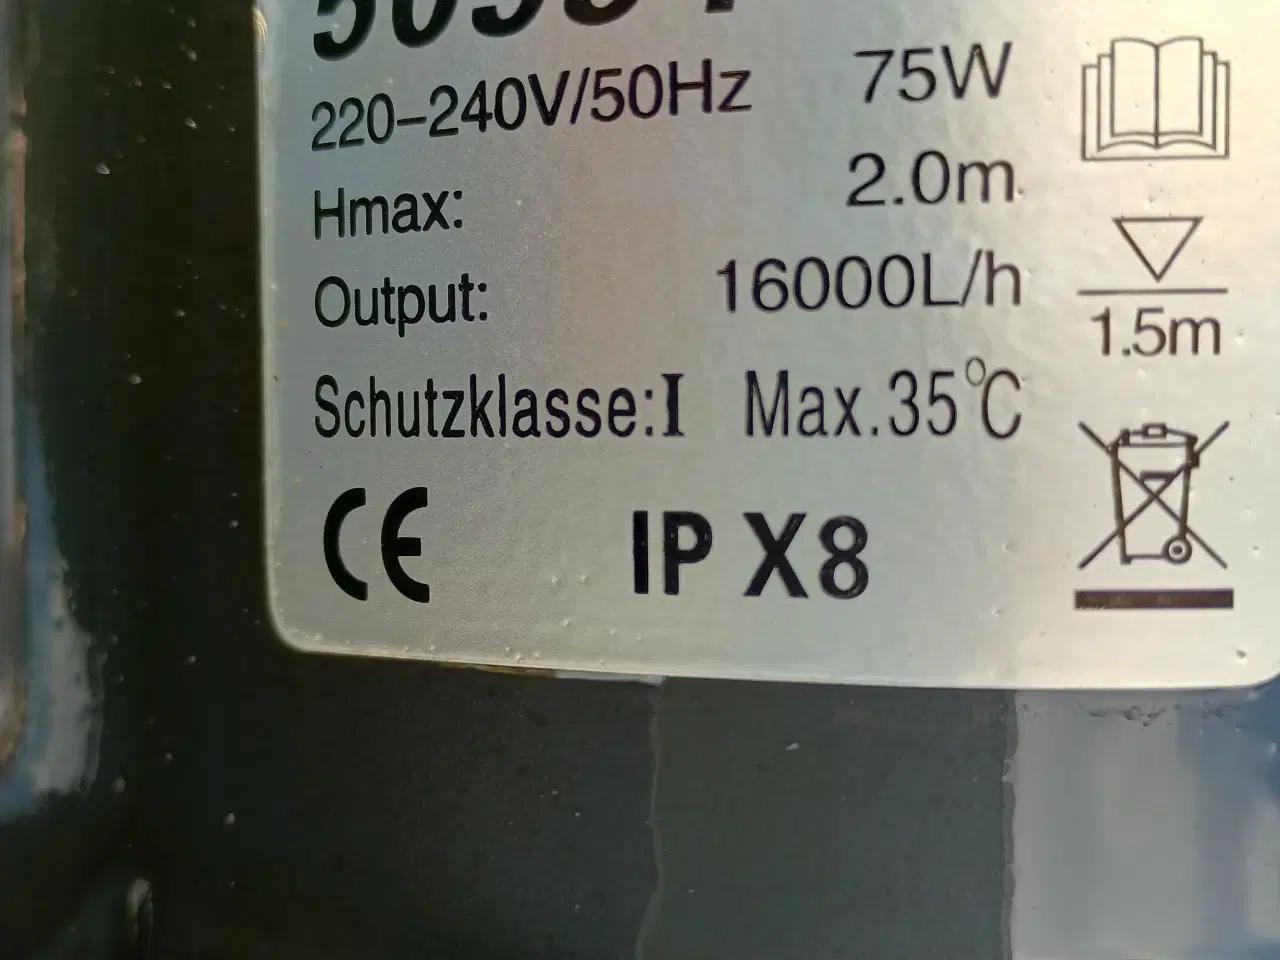 220–240V/50Hz 75W
Hmax: 2.0m
Output: 16000L/h
1.5m
Schutzklasse:I Max.35°C
CE IP X8